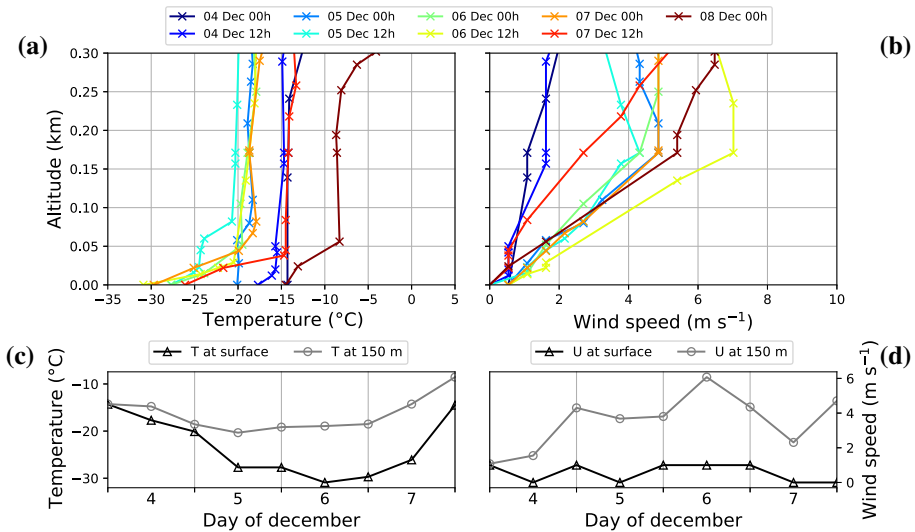 04 Dec 00h 05 Dec 00h 06 Dec 00h 07 Dec 00h 08 Dec 00h
04 Dec 12h 05 Dec 12h 06 Dec 12h 07 Dec 12h
(a) (b)
0.30
0.25
0.20
0.15
0.10
0.05
0.00
Altitude (km)
−35 −30 −25 −20 −15 −10 −5 0 5
Temperature (°C)
0 2 4 6 8 10
Wind speed (m s⁻¹)
(c) T at surface T at 150 m
−10
−20
−30
Temperature (°C)
4 5 6 7
Day of december
U at surface U at 150 m (d)
6
4
2
0
Wind speed (m s⁻¹)
4 5 6 7
Day of december